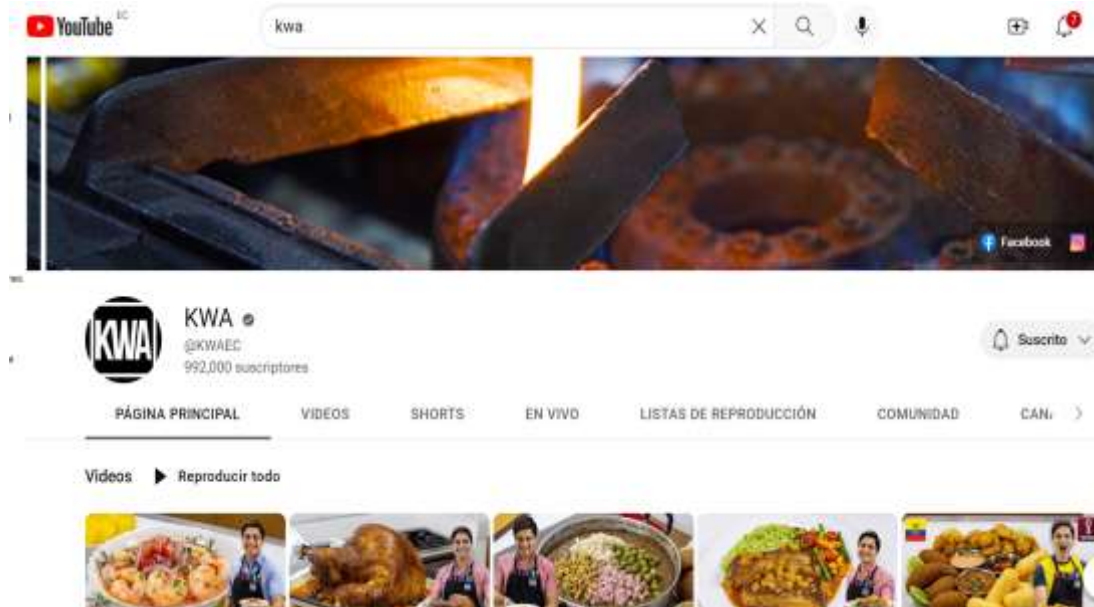 YouTube EC
kwa
7
Facebook
KWA
KWA
@KWAEC
992,000 suscriptores
Suscrito
PÁGINA PRINCIPAL VIDEOS SHORTS EN VIVO LISTAS DE REPRODUCCIÓN COMUNIDAD CAN
Videos Reproducir todo